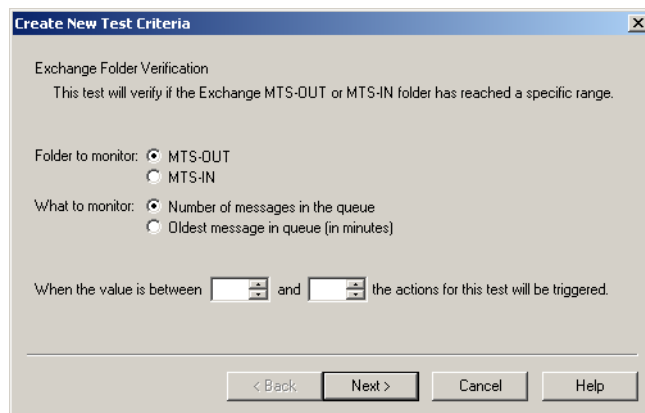 Create New Test Criteria
Exchange Folder Verification
This test will verify if the Exchange MTS-OUT or MTS-IN folder has reached a specific range.
Folder to monitor: MTS-OUT
MTS-IN
What to monitor: Number of messages in the queue
Oldest message in queue (in minutes)
When the value is between and the actions for this test will be triggered.
< Back Next > Cancel Help